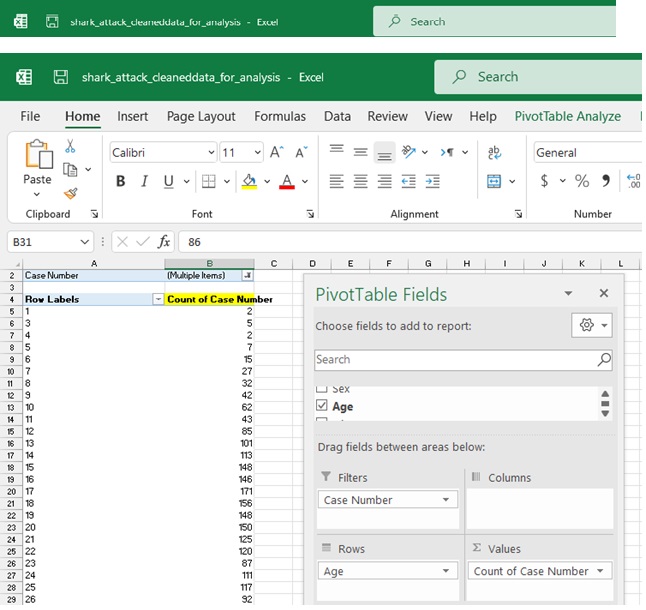 shark_attack_cleaneddata_for_analysis - Excel Search
shark_attack_cleaneddata_for_analysis - Excel Search
File Home Insert Page Layout Formulas Data Review View Help PivotTable Analyze
Calibri 11 A^ A˅ ab General
Paste B I U A $ % 9 .00
Clipboard Font Alignment Number
B31 fx 86
A B C D E F G H I J K L
2 Case Number (Multiple Items)
3
4 Row Labels Count of Case Number
5 1 2
6 3 5
7 4 2
8 5 7
9 6 15
10 7 27
11 8 32
12 9 42
13 10 62
14 11 43
15 12 85
16 13 101
17 14 113
18 15 148
19 16 146
20 17 171
21 18 156
22 19 148
23 20 150
24 21 125
25 22 120
26 23 87
27 24 111
28 25 117
29 26 92
PivotTable Fields
Choose fields to add to report:
Search
Sex
Age
Drag fields between areas below:
Filters Columns
Case Number
Rows Σ Values
Age Count of Case Number